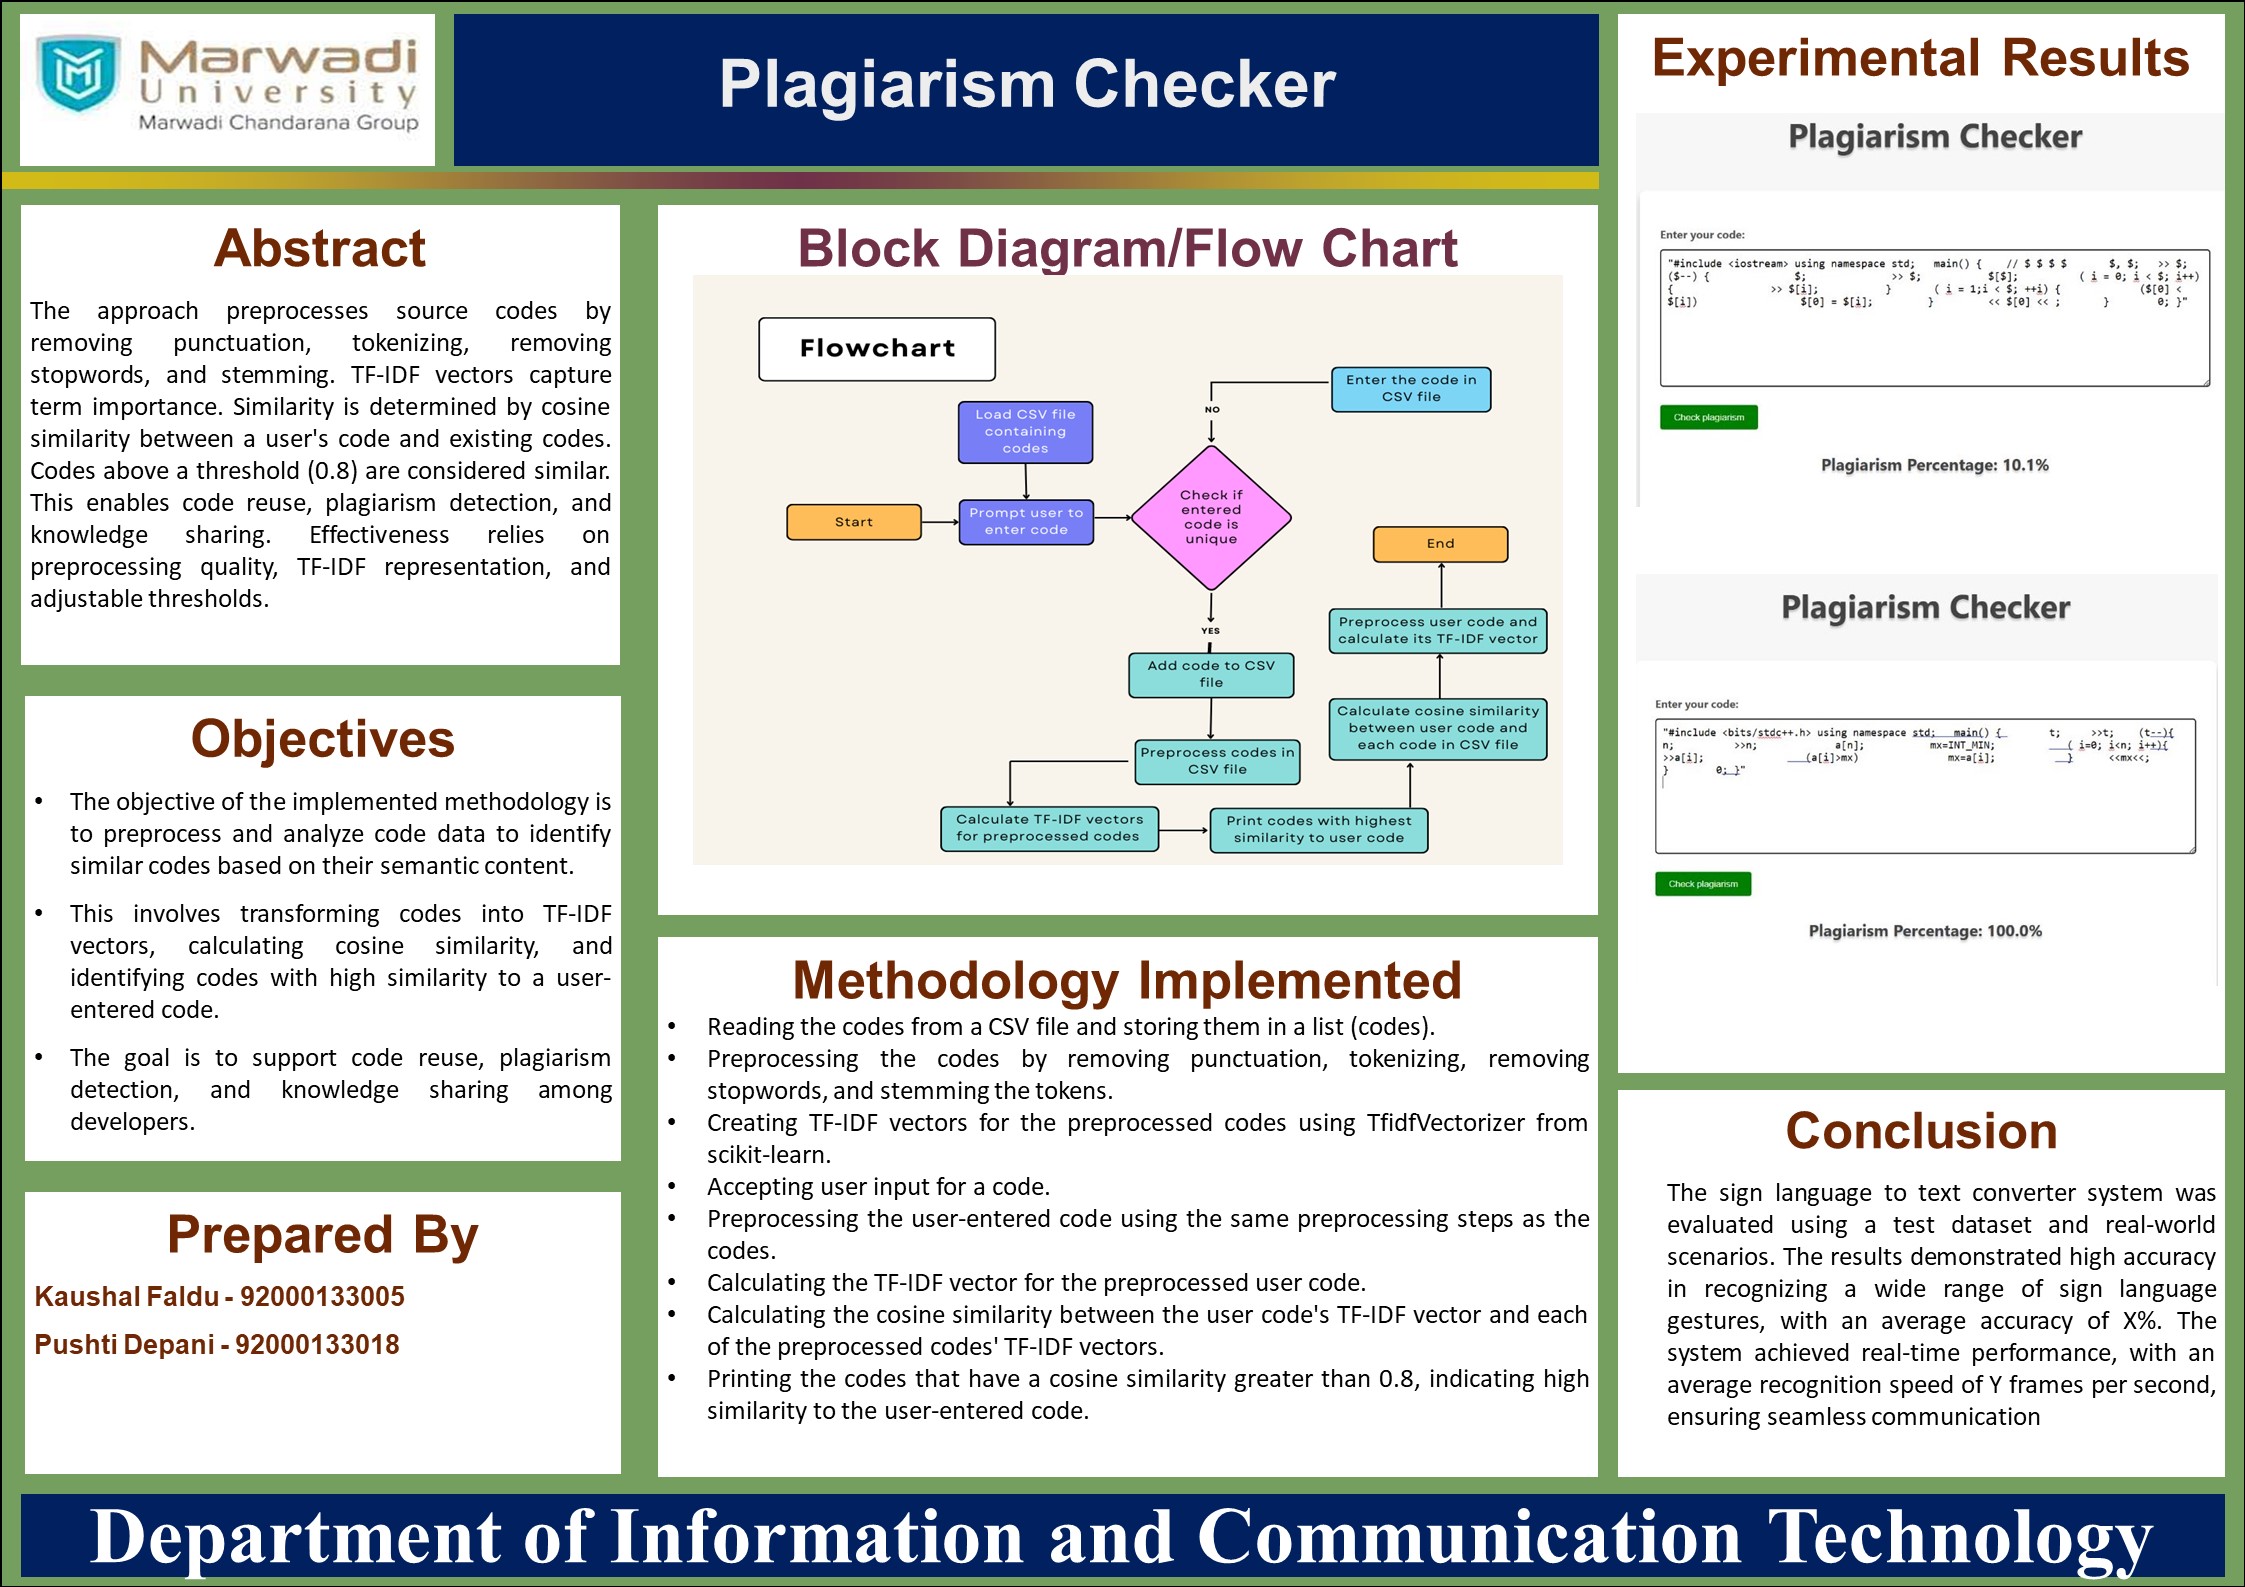 Marwadi
University
Marwadi Chandarana Group
Plagiarism Checker
Abstract
The approach preprocesses source codes by
removing punctuation, tokenizing, removing
stopwords, and stemming. TF-IDF vectors capture
term importance. Similarity is determined by cosine
similarity between a user's code and existing codes.
Codes above a threshold (0.8) are considered similar.
This enables code reuse, plagiarism detection, and
knowledge sharing. Effectiveness relies on
preprocessing quality, TF-IDF representation, and
adjustable thresholds.
Objectives
• The objective of the implemented methodology is
to preprocess and analyze code data to identify
similar codes based on their semantic content.
• This involves transforming codes into TF-IDF
vectors, calculating cosine similarity, and
identifying codes with high similarity to a user-
entered code.
• The goal is to support code reuse, plagiarism
detection, and knowledge sharing among
developers.
Prepared By
Kaushal Faldu - 92000133005
Pushti Depani - 92000133018
Block Diagram/Flow Chart
Flowchart
Load CSV file
containing
codes
Start
Prompt user to
enter code
Check if
entered
code is
unique
NO
Enter the code in
CSV file
YES
Add code to CSV
file
Preprocess codes in
CSV file
Calculate TF-IDF vectors
for preprocessed codes
Print codes with highest
similarity to user code
Calculate cosine similarity
between user code and
each code in CSV file
Preprocess user code and
calculate its TF-IDF vector
End
Methodology Implemented
• Reading the codes from a CSV file and storing them in a list (codes).
• Preprocessing the codes by removing punctuation, tokenizing, removing
stopwords, and stemming the tokens.
• Creating TF-IDF vectors for the preprocessed codes using TfidfVectorizer from
scikit-learn.
• Accepting user input for a code.
• Preprocessing the user-entered code using the same preprocessing steps as the
codes.
• Calculating the TF-IDF vector for the preprocessed user code.
• Calculating the cosine similarity between the user code's TF-IDF vector and each
of the preprocessed codes' TF-IDF vectors.
• Printing the codes that have a cosine similarity greater than 0.8, indicating high
similarity to the user-entered code.
Experimental Results
Plagiarism Checker
Enter your code:
"#include <iostream> using namespace std; main() { // $ $ $ $ $, $; >> $;
($--) { $; >> $; $[$]; ( i = 0; i < $; i++)
{ >> $[i]; } ( i = 1;i < $; ++i) { ($[0] <
$[i]) $[0] = $[i]; } << $[0] << ; } 0; }"
Check plagiarism
Plagiarism Percentage: 10.1%
Plagiarism Checker
Enter your code:
"#include <bits/stdc++.h> using namespace std; main() { t; >>t; (t--){
n; >>n; a[n]; mx=INT_MIN; ( i=0; i<n; i++){
>>a[i]; (a[i]>mx) mx=a[i]; } <<mx<<;
} 0; }"
Check plagiarism
Plagiarism Percentage: 100.0%
Conclusion
The sign language to text converter system was
evaluated using a test dataset and real-world
scenarios. The results demonstrated high accuracy
in recognizing a wide range of sign language
gestures, with an average accuracy of X%. The
system achieved real-time performance, with an
average recognition speed of Y frames per second,
ensuring seamless communication
Department of Information and Communication Technology